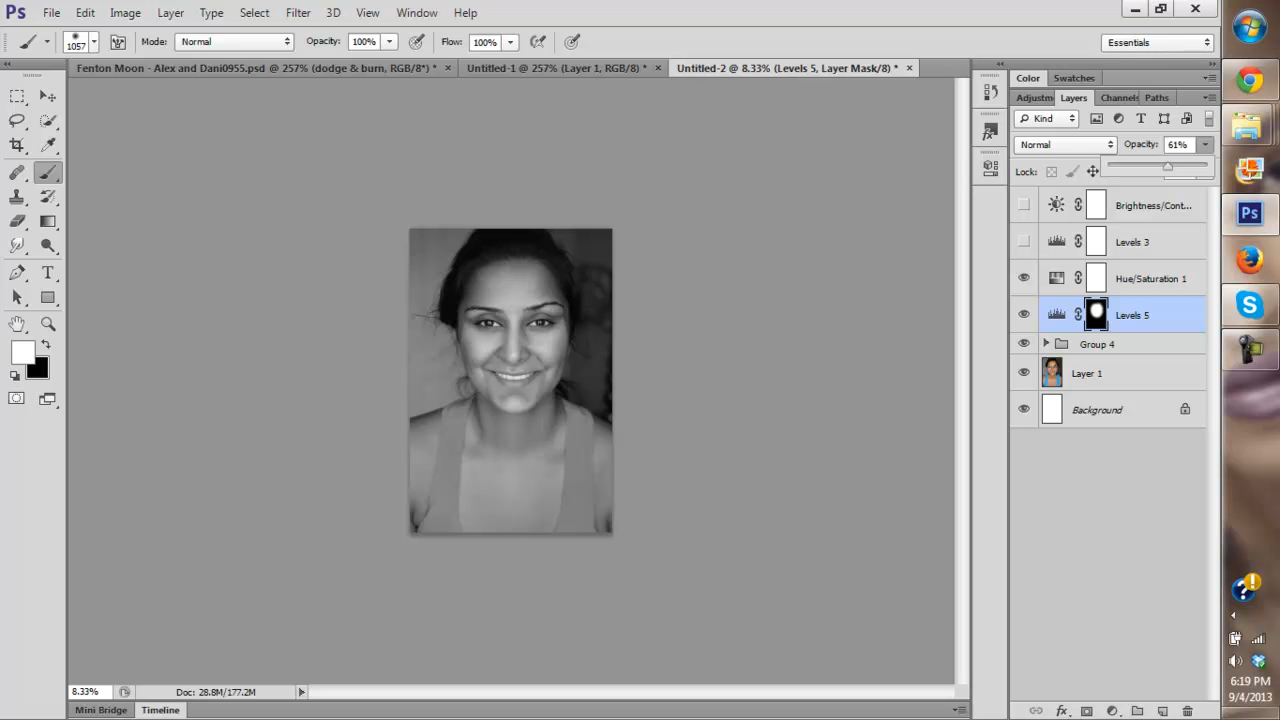 Ps File Edit Image Layer Type Select Filter 3D View Window Help
1057 Mode: Normal Opacity: 100% Flow: 100% Essentials
Fenton Moon - Alex and Dani0955.psd @ 257% (dodge & burn, RGB/8*) * × Untitled-1 @ 257% (Layer 1, RGB/8) * × Untitled-2 @ 8.33% (Levels 5, Layer Mask/8) * ×
Color Swatches
Adjustm Layers Channels Paths
Kind T
Normal Opacity: 61%
Lock:
Brightness/Cont...
Levels 3
Hue/Saturation 1
Levels 5
Group 4
Layer 1
Background
8.33% Doc: 28.8M/177.2M
Mini Bridge Timeline
fx
6:19 PM
9/4/2013